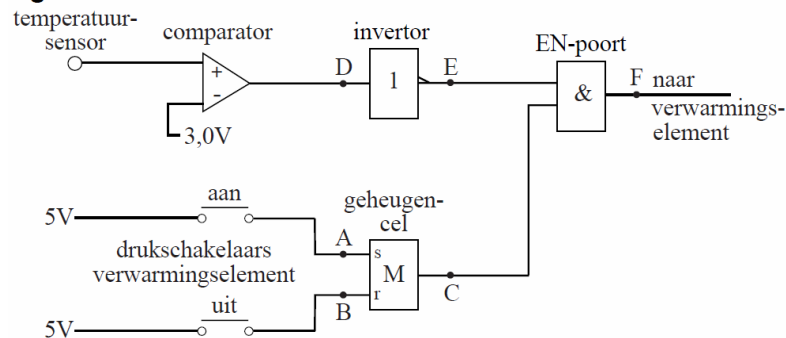 temperatuur-
sensor
comparator
invertor
EN-poort
+
-
3,0V
D
1
E
&
F naar
verwarmings-
element
aan
5V
geheugen-
cel
A
s
drukschakelaars
verwarmingselement
M
C
uit
B
r
5V